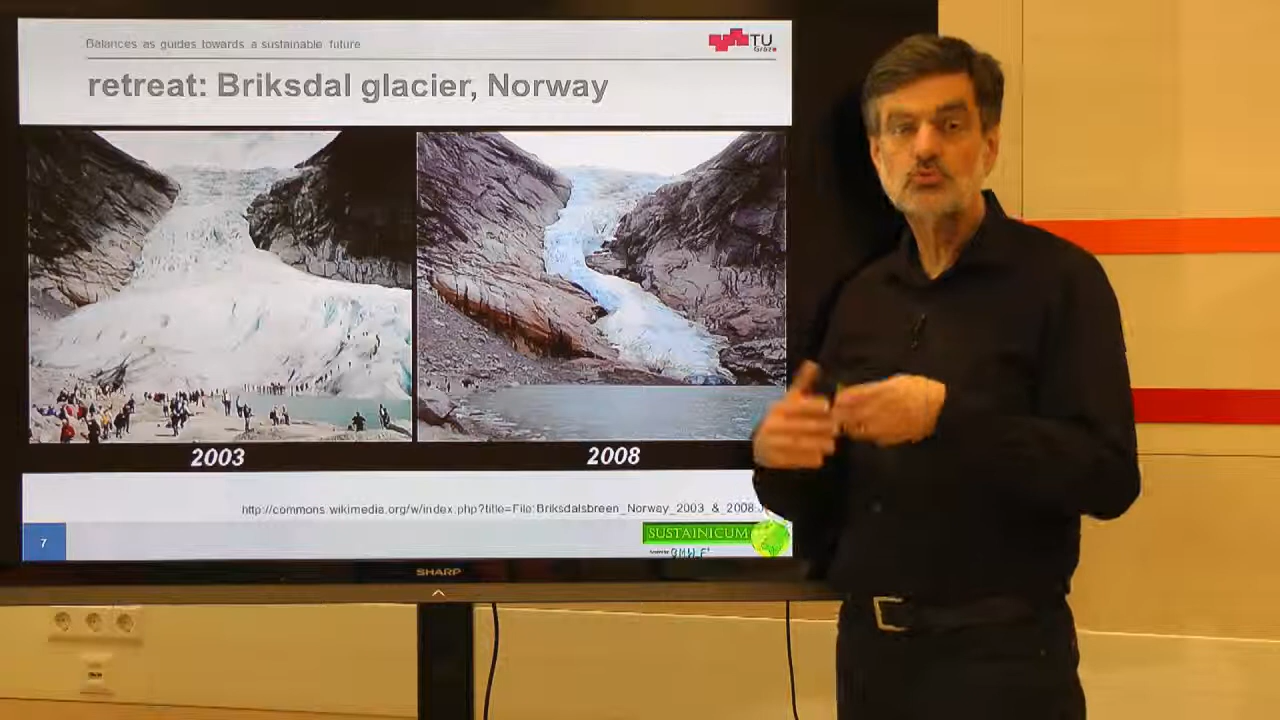 Balances as guides towards a sustainable future
TU
Graz
retreat: Briksdal glacier, Norway
2003
2008
http://commons.wikimedia.org/w/index.php?title=File:Briksdalsbreen_Norway_2003_&_2008.
7
SUSTAINICUM
BMWF
SHARP